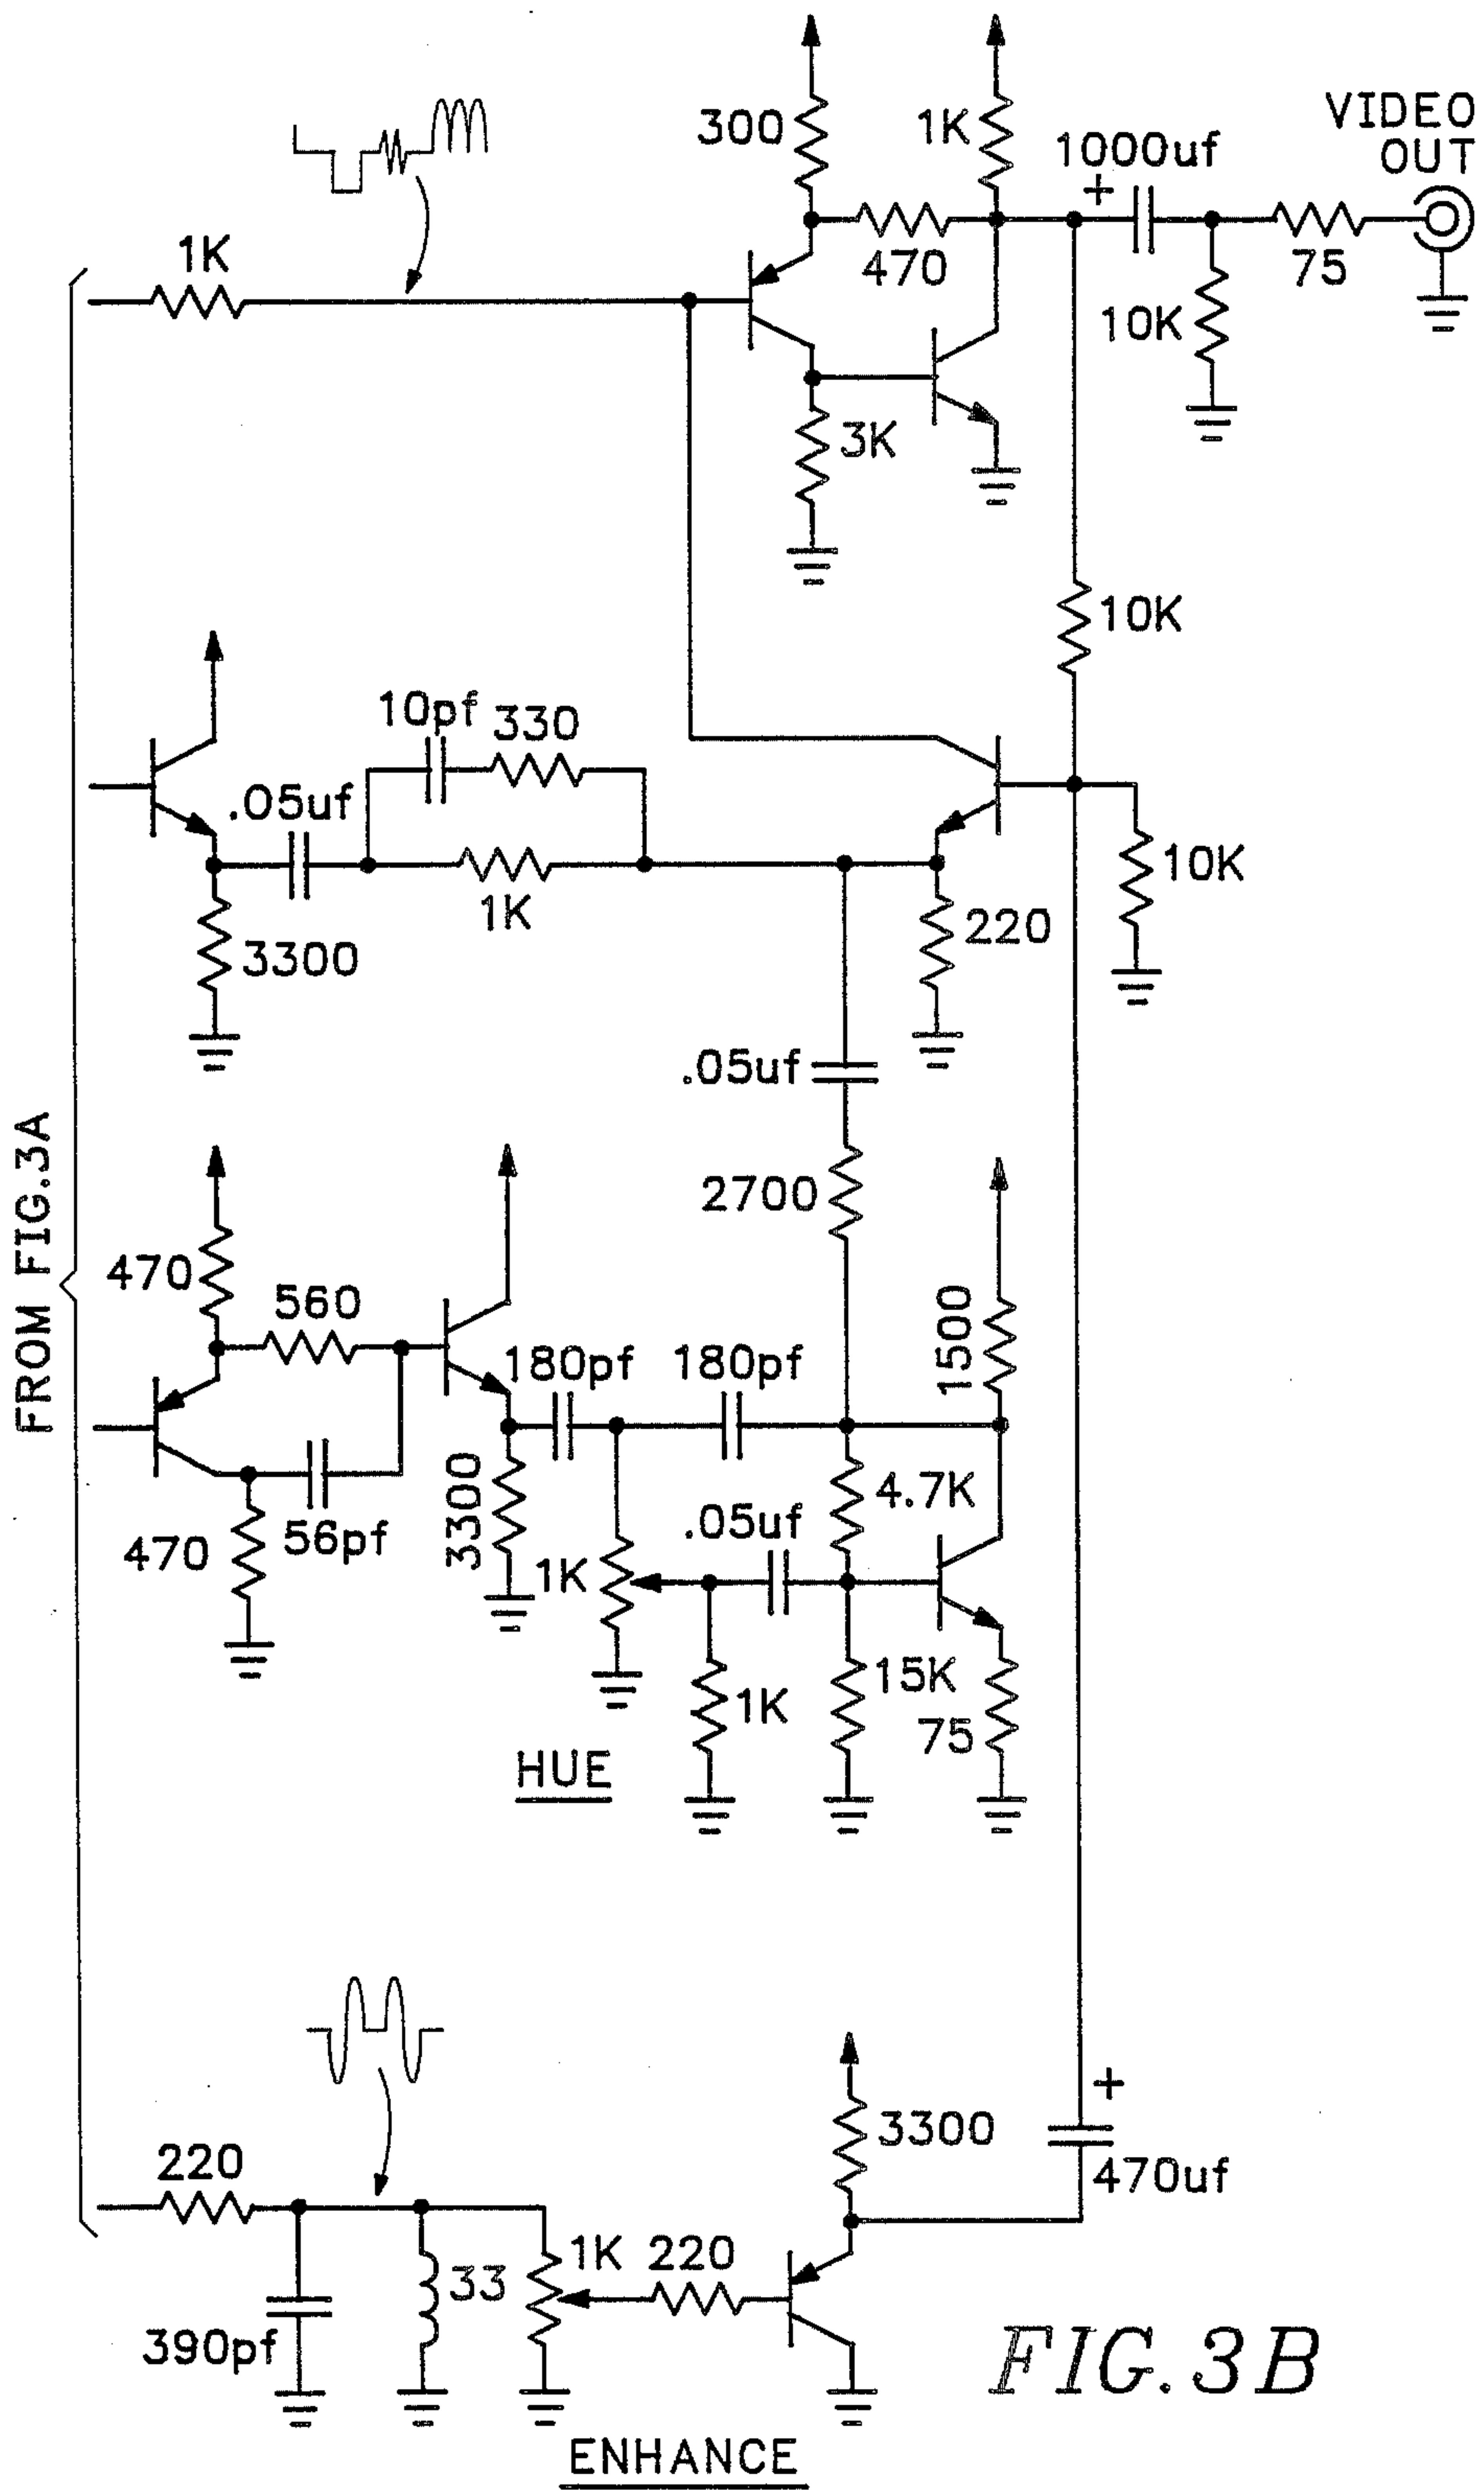 VIDEO
OUT
300
1K
1000uf
+
1K
470
75
10K
3K
10K
10pf
330
.05uf
1K
3300
220
10K
.05uf
FROM FIG.3A
2700
470
560
1500
180pf
180pf
4.7K
3300
.05uf
470
56pf
1K
1K
15K
75
HUE
+
220
3300
470uf
1K
220
33
390pf
FIG. 3B
ENHANCE